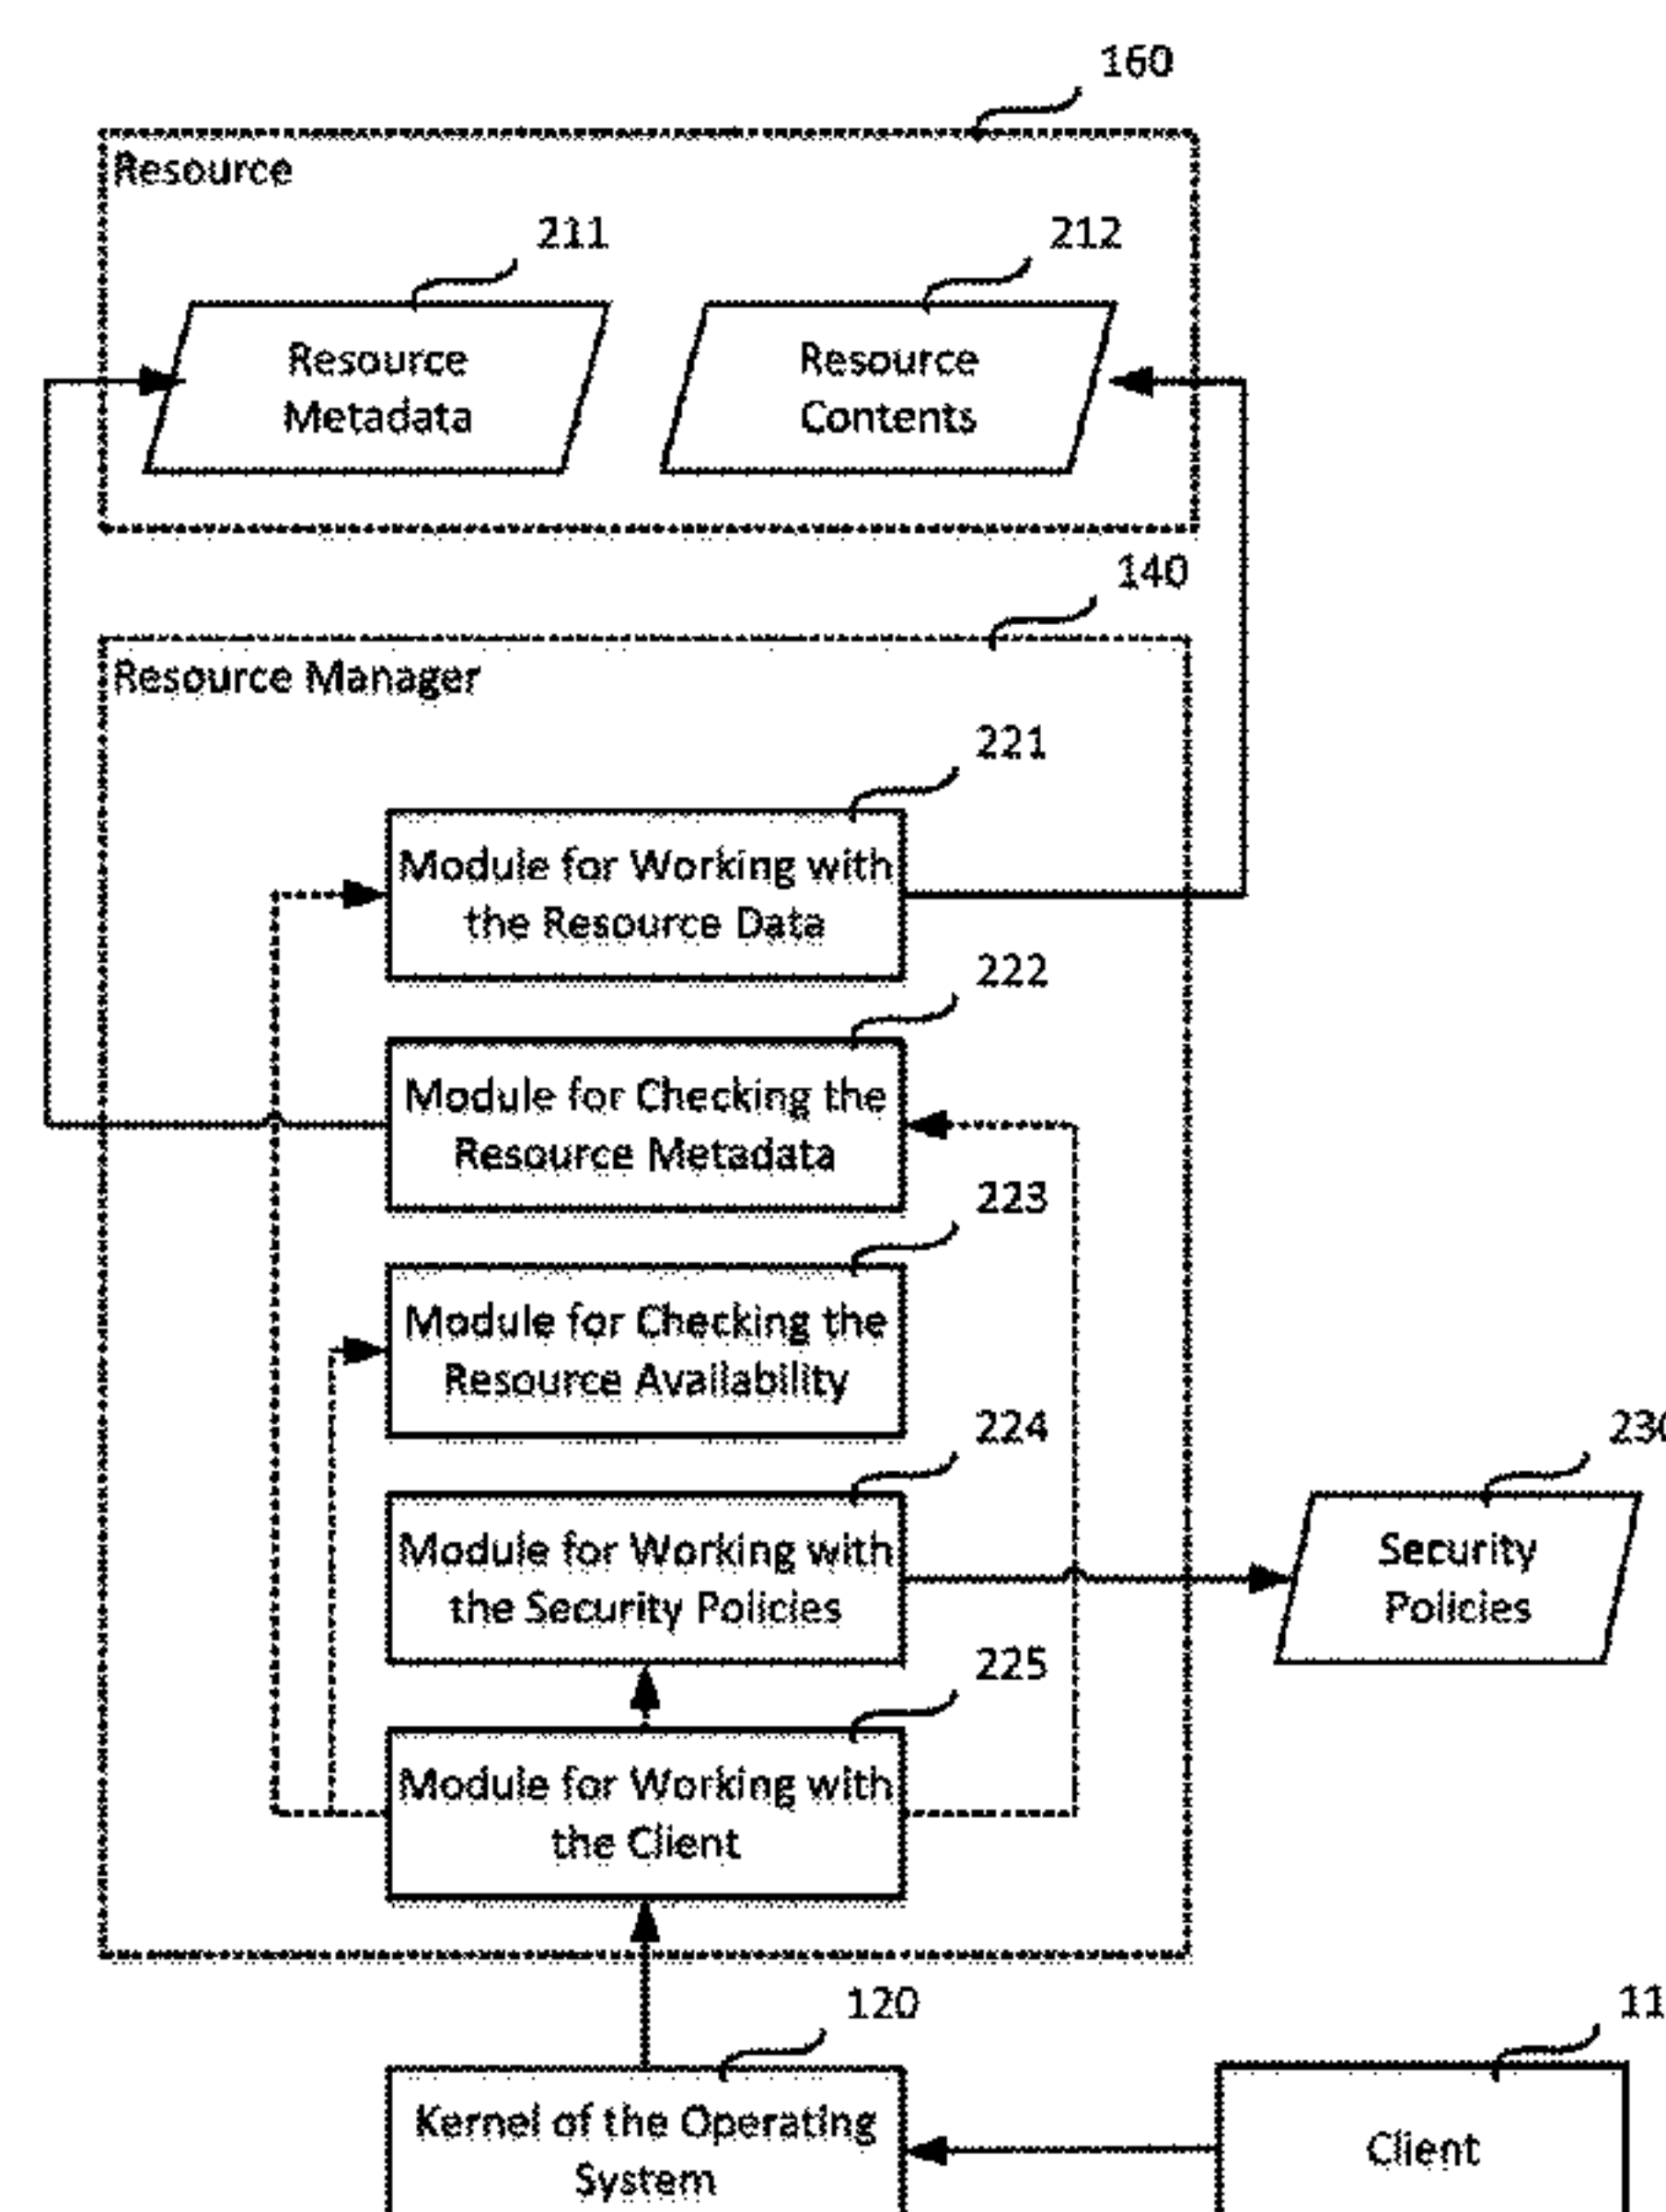 160
Resource
211
212
Resource
Metadata
Resource
Contents
140
Resource Manager
221
Module for Working with
the Resource Data
222
Module for Checking the
Resource Metadata
223
Module for Checking the
Resource Availability
224
230
Module for Working with
the Security Policies
Security
Policies
225
Module for Working with
the Client
120
11
Kernel of the Operating
System
Client